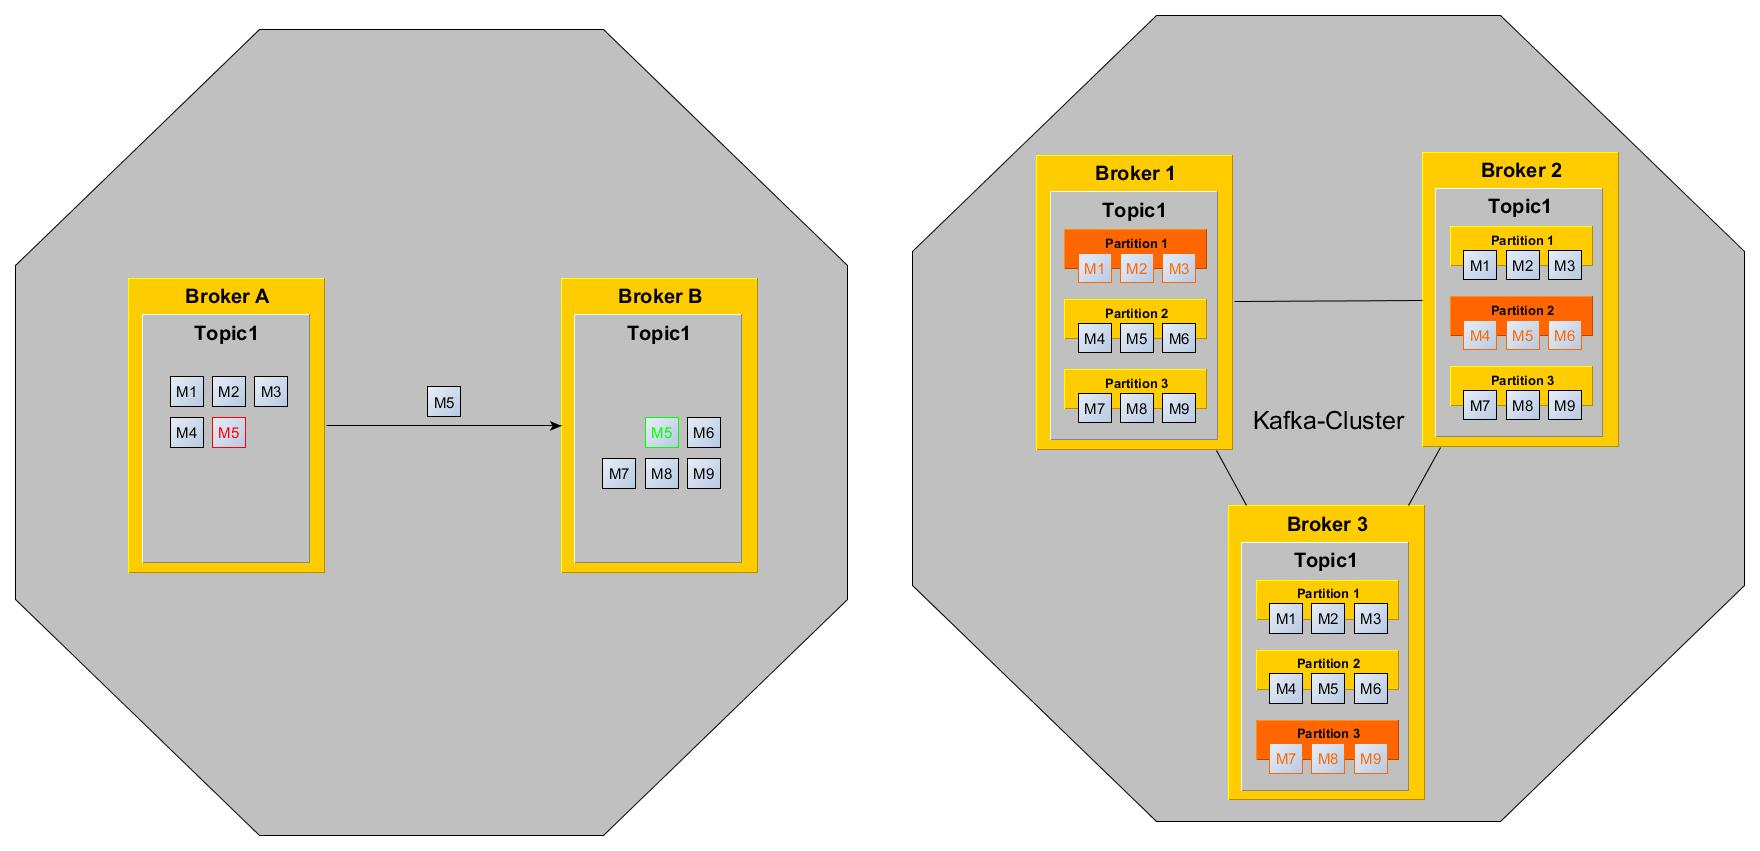 Broker A
Topic1
M1 M2 M3
M4 M5
M5
Broker B
Topic1
M5 M6
M7 M8 M9
Broker 1
Topic1
Partition 1
M1 M2 M3
Partition 2
M4 M5 M6
Partition 3
M7 M8 M9
Broker 2
Topic1
Partition 1
M1 M2 M3
Partition 2
M4 M5 M6
Partition 3
M7 M8 M9
Kafka-Cluster
Broker 3
Topic1
Partition 1
M1 M2 M3
Partition 2
M4 M5 M6
Partition 3
M7 M8 M9